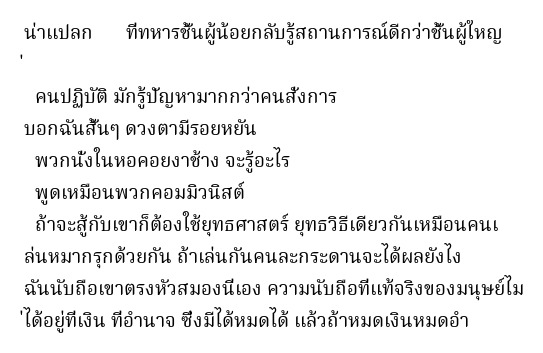 น่าแปลก      ที่ทหารชั้นผู้น้อยกลับรู้สถานการณ์ดีกว่าชั้นผู้ใหญ
่
คนปฏิบัติ มักรู้ปัญหามากกว่าคนสั่งการ
บอกฉันสั้นๆ ดวงตามีรอยหยัน
พวกนั่งในหอคอยงาช้าง จะรู้อะไร
พูดเหมือนพวกคอมมิวนิสต์
ถ้าจะสู้กับเขาก็ต้องใช้ยุทธศาสตร์ ยุทธวิธีเดียวกันเหมือนคนเ
ล่นหมากรุกด้วยกัน ถ้าเล่นกันคนละกระดานจะได้ผลยังไง
ฉันนับถือเขาตรงหัวสมองนี่เอง ความนับถือที่แท้จริงของมนุษย์ไม
่ได้อยู่ที่เงิน ที่อำนาจ ซึ่งมีได้หมดได้ แล้วถ้าหมดเงินหมดอำ